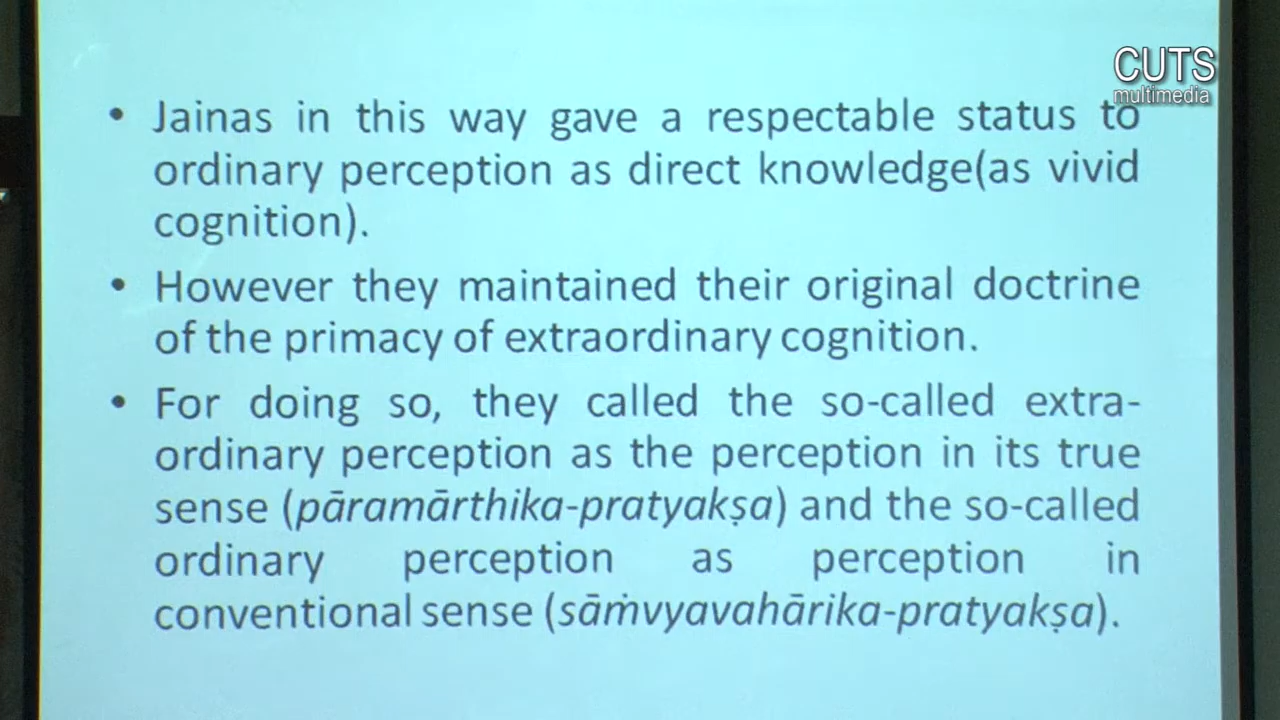 CUTS
multimedia
• Jainas in this way gave a respectable status to
ordinary perception as direct knowledge(as vivid
cognition).
• However they maintained their original doctrine
of the primacy of extraordinary cognition.
• For doing so, they called the so-called extra-
ordinary perception as the perception in its true
sense (pāramārthika-pratyakṣa) and the so-called
ordinary perception as perception in
conventional sense (sāṁvyavahārika-pratyakṣa).